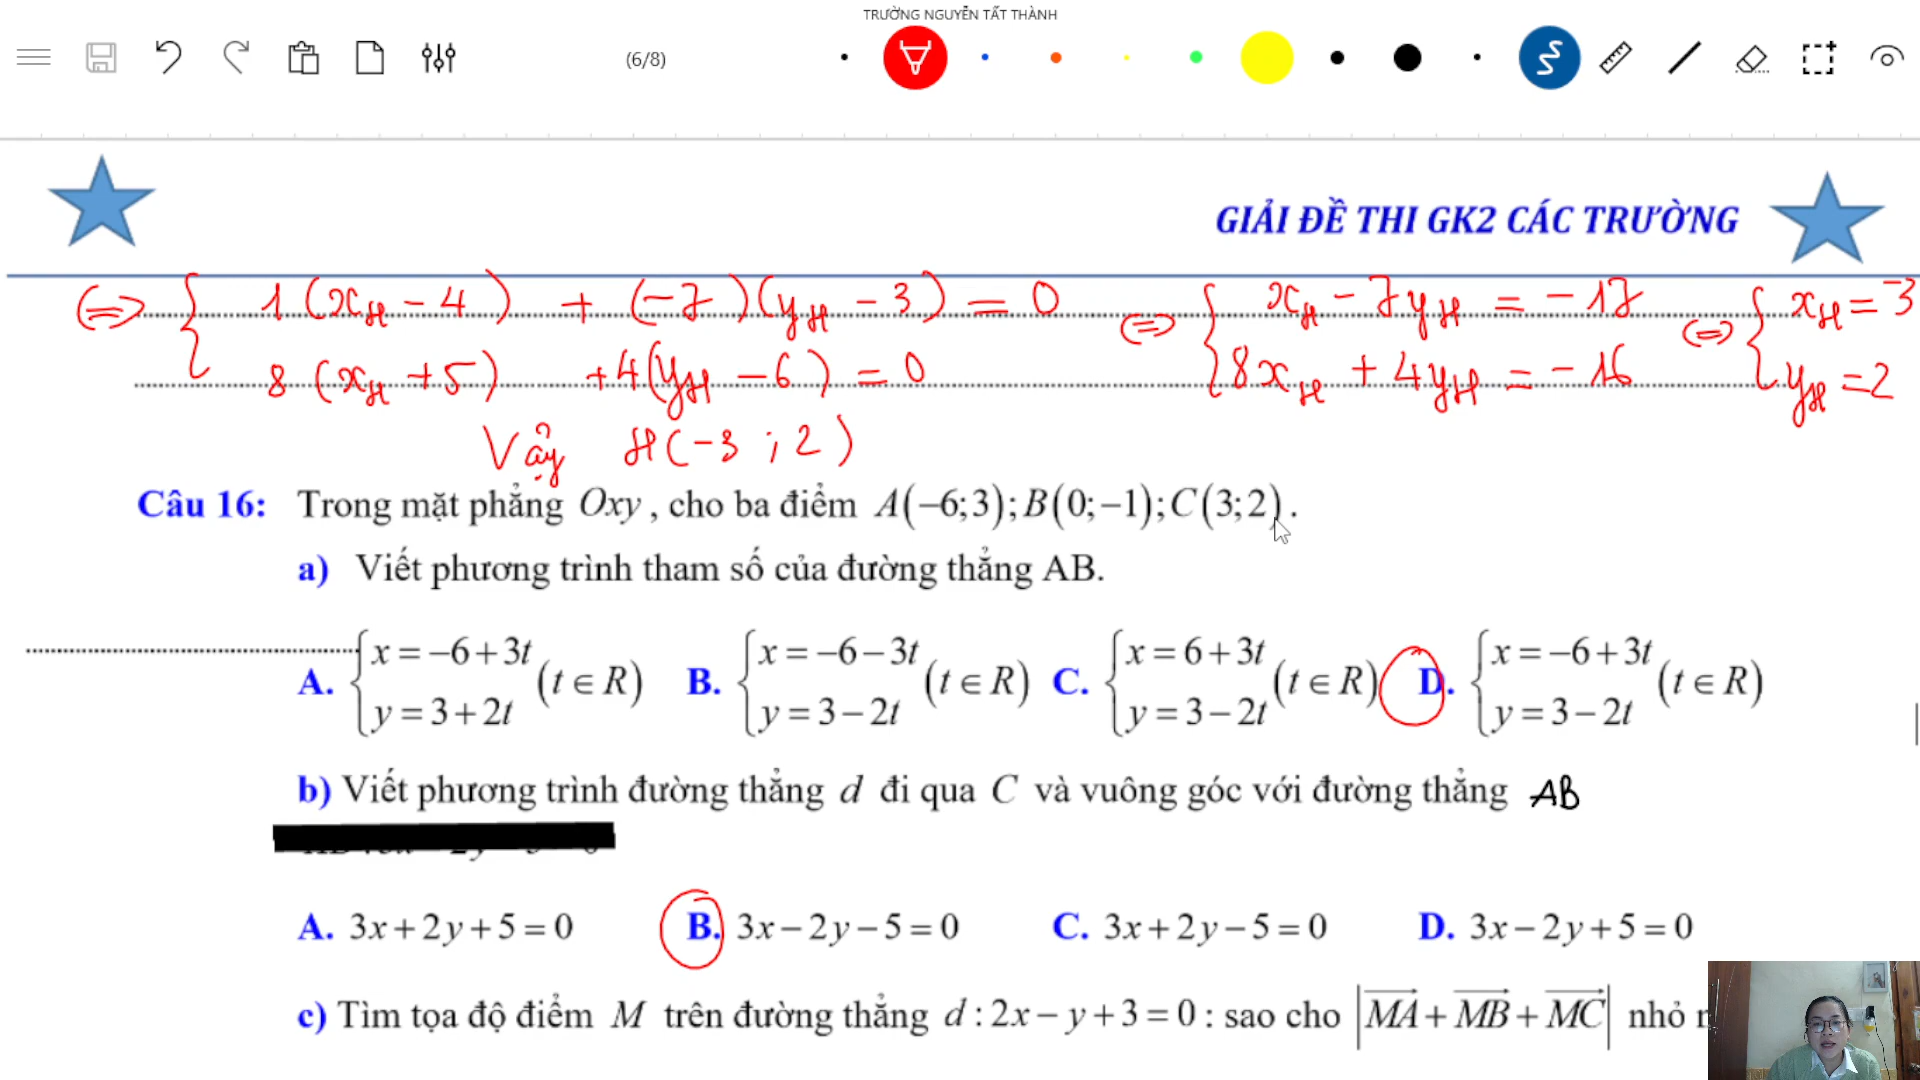 TRƯỜNG NGUYỄN TẤT THÀNH
(6/8)
GIẢI ĐỀ THI GK2 CÁC TRƯỜNG
⇔ { 1(x_H − 4) + (−7)(y_H − 3) = 0 ⇔ { x_H − 7y_H = −17 ⇔ { x_H = −3
8(x_H + 5) + 4(y_H − 6) = 0 8x_H + 4y_H = −16 y_H = 2
Vậy H(−3 ; 2)
Câu 16: Trong mặt phẳng Oxy, cho ba điểm A(−6;3);B(0;−1);C(3;2).
a) Viết phương trình tham số của đường thẳng AB.
A. { x = −6 + 3t y = 3 + 2t (t ∈ R) B. { x = −6 − 3t y = 3 − 2t (t ∈ R) C. { x = 6 + 3t y = 3 − 2t (t ∈ R) D. { x = −6 + 3t y = 3 − 2t (t ∈ R)
b) Viết phương trình đường thẳng d đi qua C và vuông góc với đường thẳng AB
A. 3x + 2y + 5 = 0 B. 3x − 2y − 5 = 0 C. 3x + 2y − 5 = 0 D. 3x − 2y + 5 = 0
c) Tìm tọa độ điểm M trên đường thẳng d : 2x − y + 3 = 0 : sao cho |MA + MB + MC| nhỏ